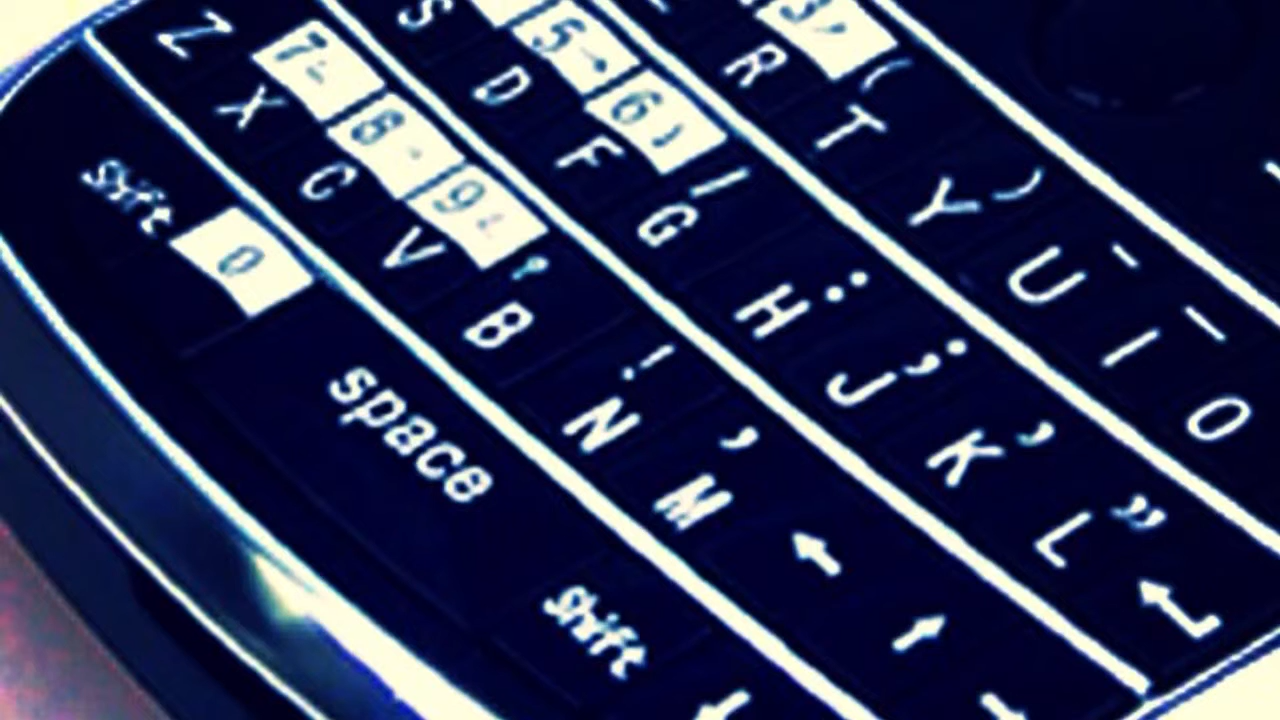 R T Y U I O
S D F G H J K L
5 6
Z X C V B N M
7 8 9 ! ,
Shift 0 space Shift